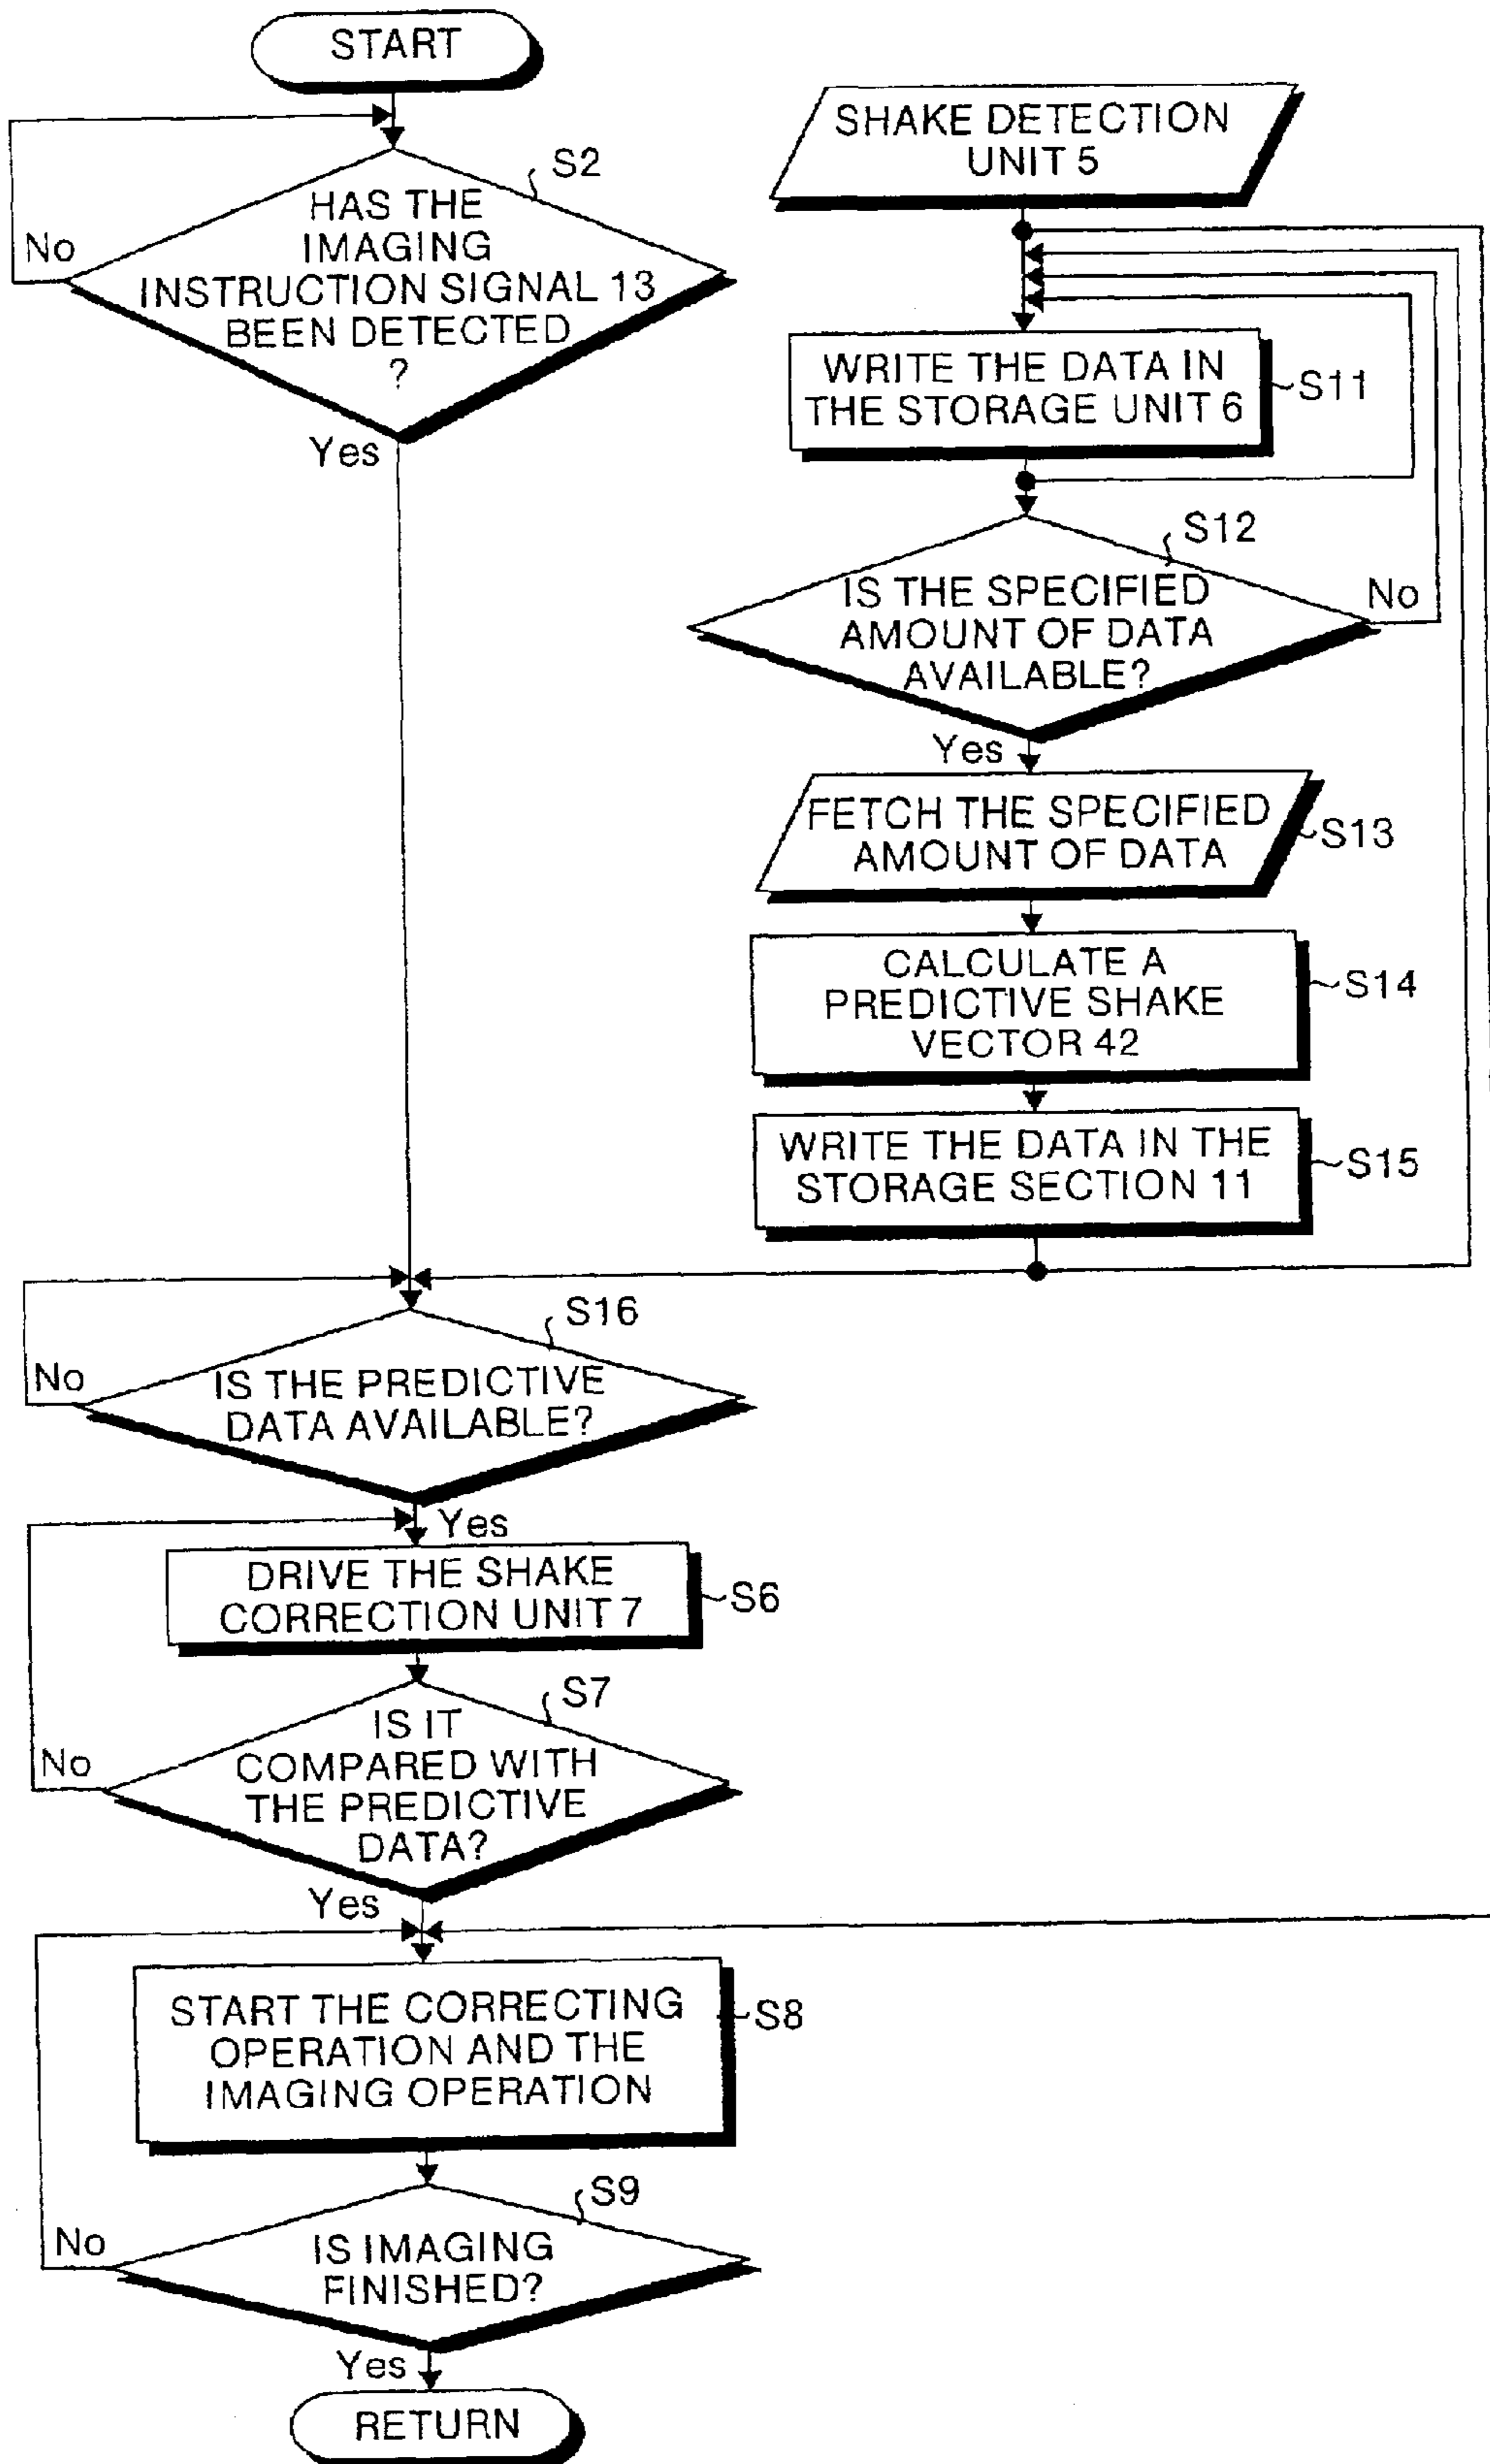 START
S2
HAS THE
IMAGING
INSTRUCTION SIGNAL 13
BEEN DETECTED
?
No
Yes
SHAKE DETECTION
UNIT 5
WRITE THE DATA IN
THE STORAGE UNIT 6
S11
S12
IS THE SPECIFIED
AMOUNT OF DATA
AVAILABLE?
No
Yes
FETCH THE SPECIFIED
AMOUNT OF DATA
S13
CALCULATE A
PREDICTIVE SHAKE
VECTOR 42
S14
WRITE THE DATA IN THE
STORAGE SECTION 11
S15
S16
IS THE PREDICTIVE
DATA AVAILABLE?
No
Yes
DRIVE THE SHAKE
CORRECTION UNIT 7
S6
S7
IS IT
COMPARED WITH
THE PREDICTIVE
DATA?
No
Yes
START THE CORRECTING
OPERATION AND THE
IMAGING OPERATION
S8
S9
IS IMAGING
FINISHED?
No
Yes
RETURN